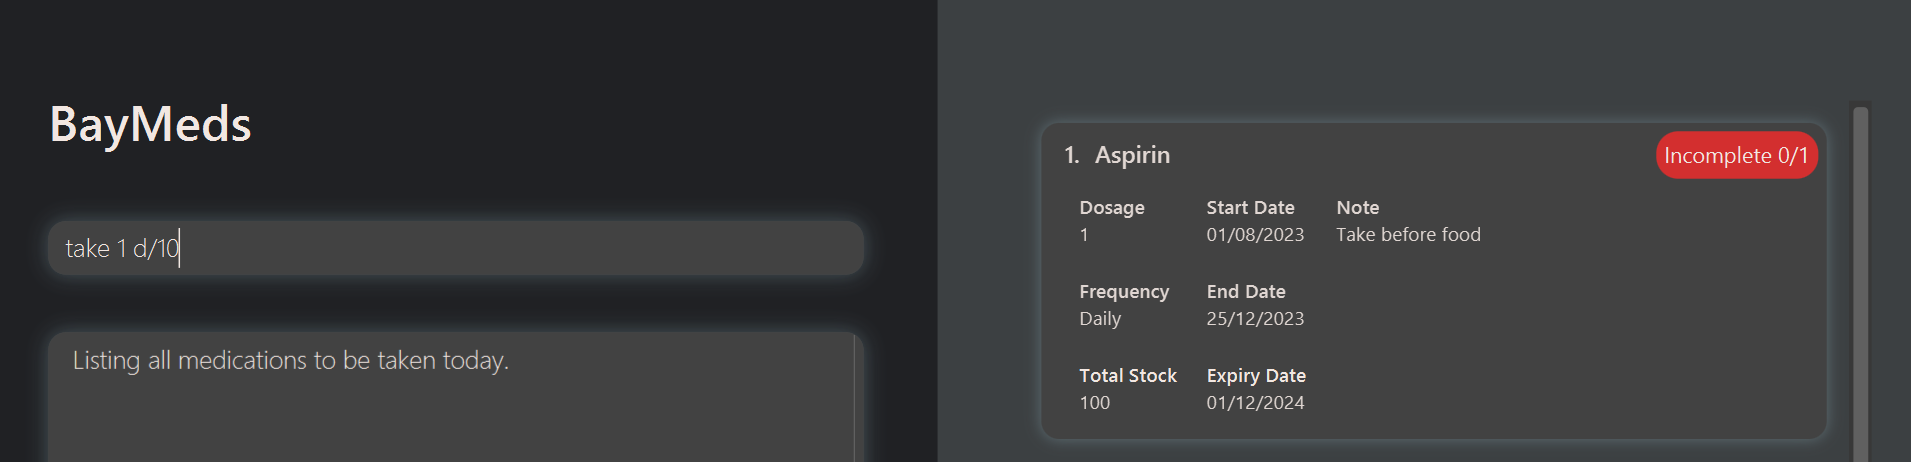 BayMeds
take 1 d/10
Listing all medications to be taken today.
1. Aspirin
Incomplete 0/1
Dosage Start Date Note
1 01/08/2023 Take before food
Frequency End Date
Daily 25/12/2023
Total Stock Expiry Date
100 01/12/2024